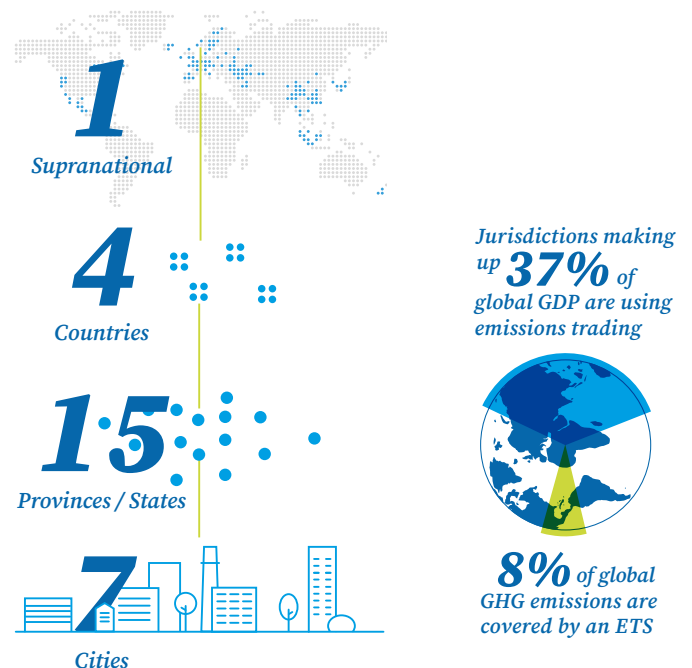 1
Supranational
4
Countries
15
Provinces / States
7
Cities
Jurisdictions making
up 37% of
global GDP are using
emissions trading
8% of global
GHG emissions are
covered by an ETS